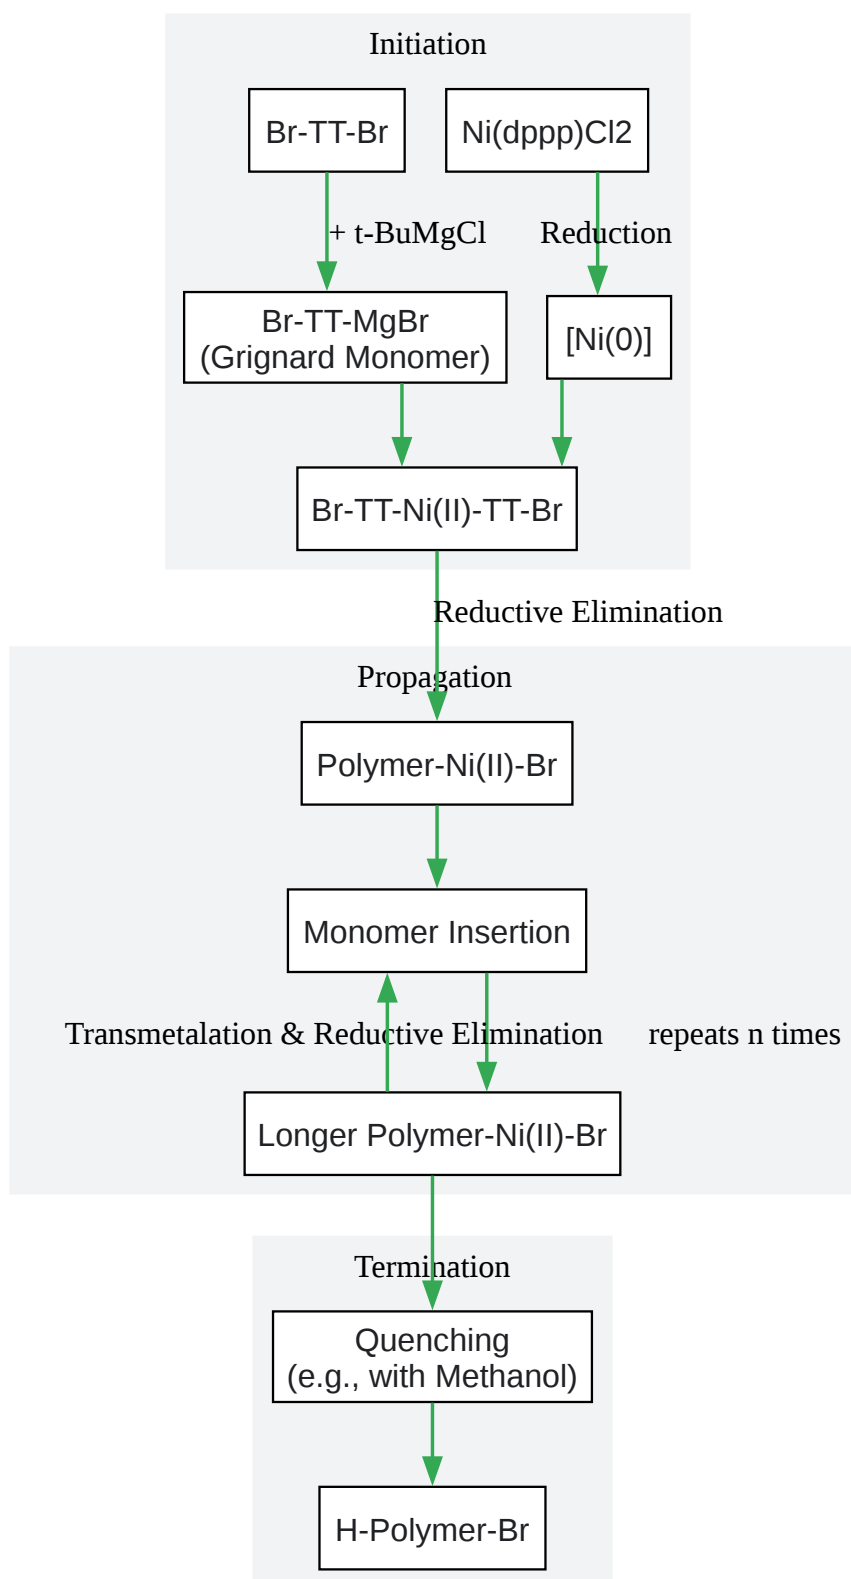 Initiation
Br-TT-Br
Ni(dppp)Cl2
+ t-BuMgCl
Reduction
Br-TT-MgBr
(Grignard Monomer)
[Ni(0)]
Br-TT-Ni(II)-TT-Br
Reductive Elimination
Propagation
Polymer-Ni(II)-Br
Monomer Insertion
Transmetalation & Reductive Elimination
repeats n times
Longer Polymer-Ni(II)-Br
Termination
Quenching
(e.g., with Methanol)
H-Polymer-Br